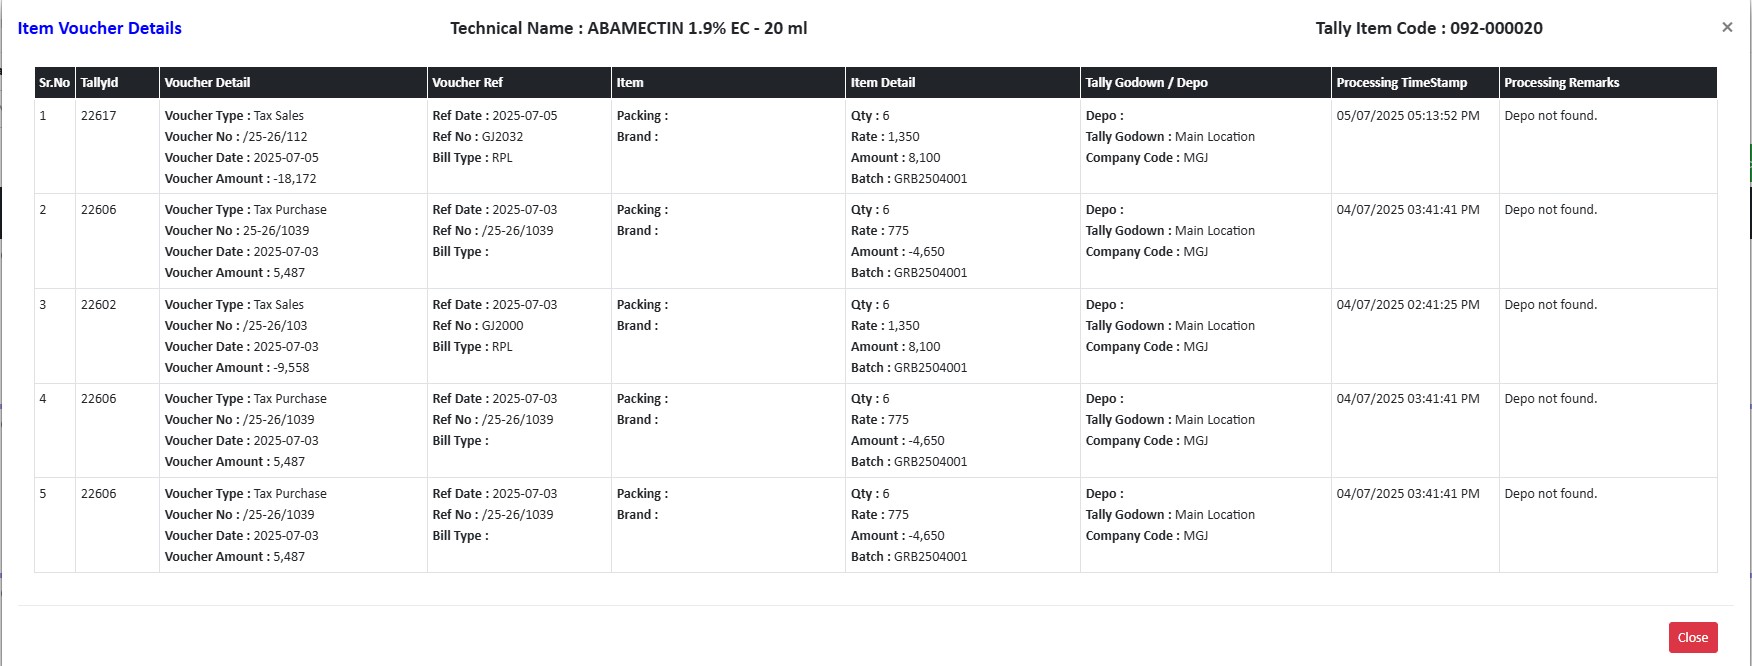 Item Voucher Details
Technical Name : ABAMECTIN 1.9% EC - 20 ml
Tally Item Code : 092-000020
×
Sr.No TallyId Voucher Detail Voucher Ref Item Item Detail Tally Godown / Depo Processing TimeStamp Processing Remarks
1 22617 Voucher Type : Tax Sales Ref Date : 2025-07-05 Packing : Qty : 6 Depo : 05/07/2025 05:13:52 PM Depo not found.
Voucher No : /25-26/112 Ref No : GJ2032 Brand : Rate : 1,350 Tally Godown : Main Location
Voucher Date : 2025-07-05 Bill Type : RPL Amount : 8,100 Company Code : MGJ
Voucher Amount : -18,172 Batch : GRB2504001
2 22606 Voucher Type : Tax Purchase Ref Date : 2025-07-03 Packing : Qty : 6 Depo : 04/07/2025 03:41:41 PM Depo not found.
Voucher No : 25-26/1039 Ref No : /25-26/1039 Brand : Rate : 775 Tally Godown : Main Location
Voucher Date : 2025-07-03 Bill Type : Amount : -4,650 Company Code : MGJ
Voucher Amount : 5,487 Batch : GRB2504001
3 22602 Voucher Type : Tax Sales Ref Date : 2025-07-03 Packing : Qty : 6 Depo : 04/07/2025 02:41:25 PM Depo not found.
Voucher No : /25-26/103 Ref No : GJ2000 Brand : Rate : 1,350 Tally Godown : Main Location
Voucher Date : 2025-07-03 Bill Type : RPL Amount : 8,100 Company Code : MGJ
Voucher Amount : -9,558 Batch : GRB2504001
4 22606 Voucher Type : Tax Purchase Ref Date : 2025-07-03 Packing : Qty : 6 Depo : 04/07/2025 03:41:41 PM Depo not found.
Voucher No : /25-26/1039 Ref No : /25-26/1039 Brand : Rate : 775 Tally Godown : Main Location
Voucher Date : 2025-07-03 Bill Type : Amount : -4,650 Company Code : MGJ
Voucher Amount : 5,487 Batch : GRB2504001
5 22606 Voucher Type : Tax Purchase Ref Date : 2025-07-03 Packing : Qty : 6 Depo : 04/07/2025 03:41:41 PM Depo not found.
Voucher No : /25-26/1039 Ref No : /25-26/1039 Brand : Rate : 775 Tally Godown : Main Location
Voucher Date : 2025-07-03 Bill Type : Amount : -4,650 Company Code : MGJ
Voucher Amount : 5,487 Batch : GRB2504001
Close